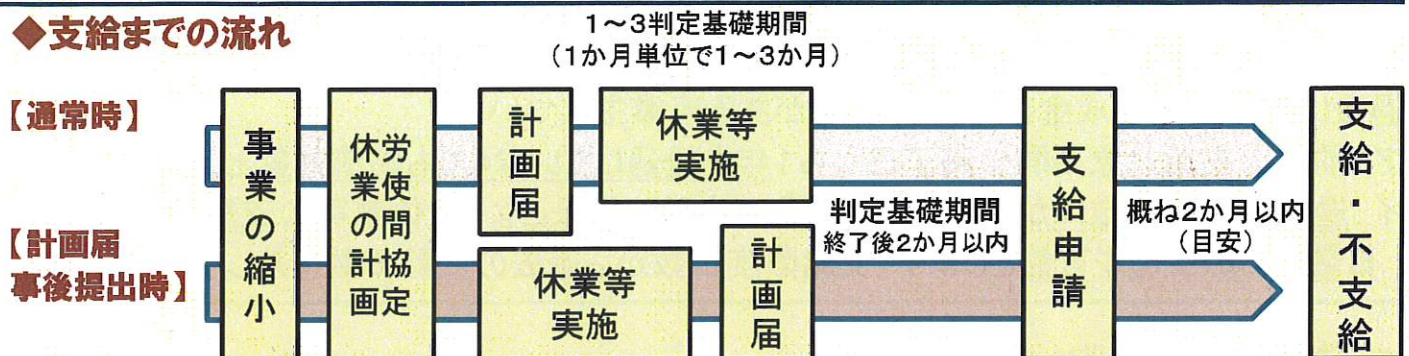 ◆支給までの流れ
1～3判定基礎期間
（1か月単位で1～3か月）
【通常時】
事業の縮小
労使間協定
休業の計画
計画届
休業等
実施
支給申請
支給・不支給
判定基礎期間
終了後2か月以内
概ね2か月以内
（目安）
【計画届
事後提出時】
休業等
実施
計画届